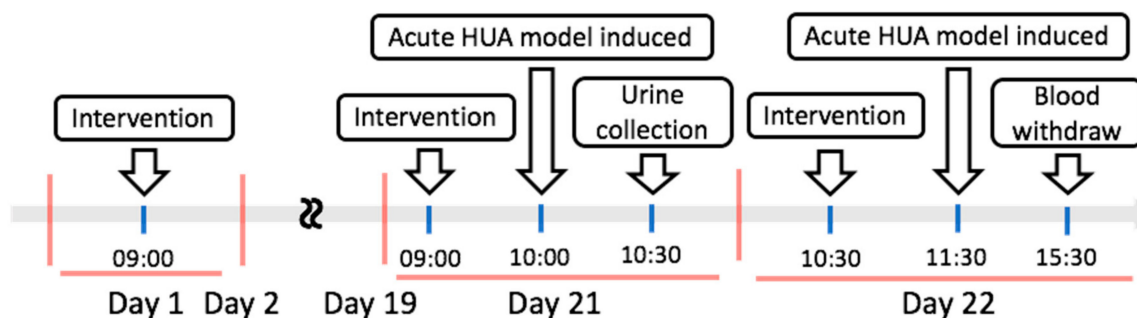 Acute HUA model induced
Acute HUA model induced
Intervention
Intervention
Urine
collection
Intervention
Blood
withdraw
09:00
09:00
10:00
10:30
10:30
11:30
15:30
Day 1
Day 2
Day 19
Day 21
Day 22